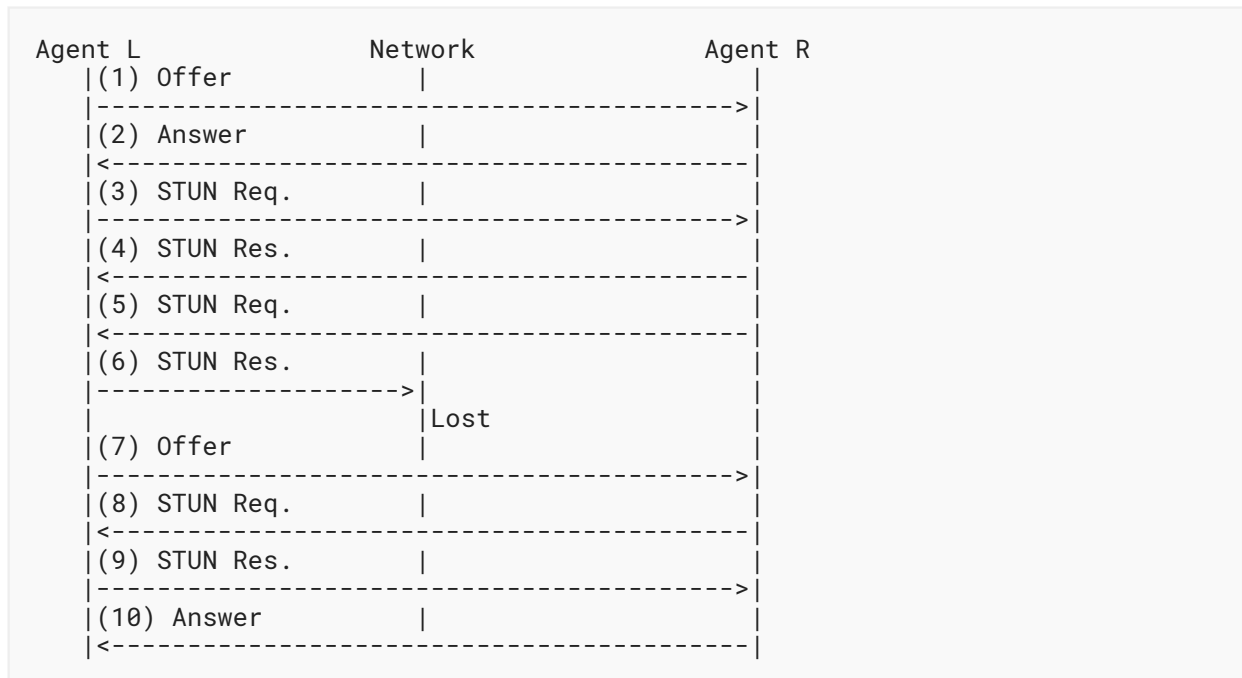 Agent L Network Agent R
(1) Offer
(2) Answer
(3) STUN Req.
(4) STUN Res.
(5) STUN Req.
(6) STUN Res.
Lost
(7) Offer
(8) STUN Req.
(9) STUN Res.
(10) Answer